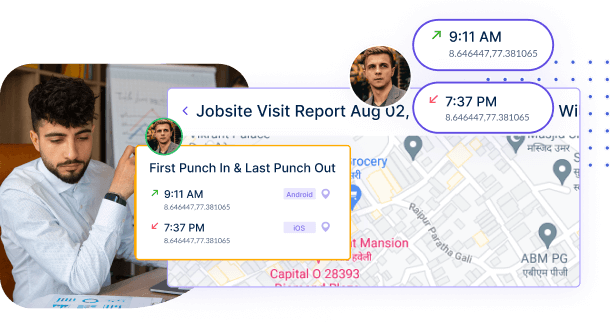 9:11 AM
8.646447,77.381065
7:37 PM
8.646447,77.381065
Jobsite Visit Report Aug 02,
Wi
First Punch In & Last Punch Out
9:11 AM
Android
8.646447,77.381065
7:37 PM
iOS
8.646447,77.381065
rocery
मस्जिद उमर
Rajpur Paratha Gali
t Mansion
हवेली
Capital O 28393
ABM PG
एबीएम पीजी